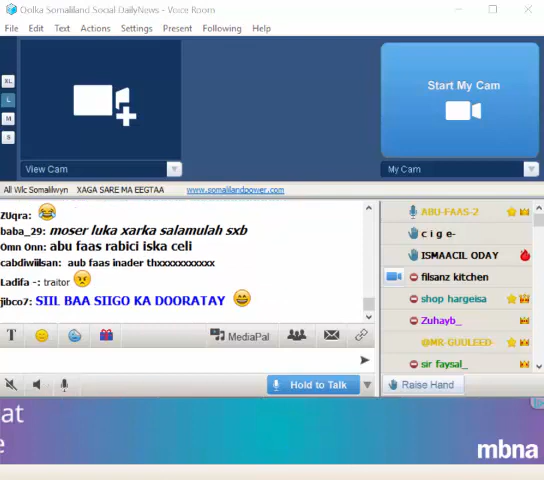 Qolka Somaliland Social DailyNews - Voice Room
File Edit Text Actions Settings Present Following Help
XL
L
M
S
View Cam
Start My Cam
My Cam
All Wlc Somalilwyn XAGA SARE MA EEGTAA www.somalilandpower.com
ZUqra:
baba_29: moser luka xarka salamulah sxb
Omn Onn: abu faas rabici iska celi
cabdiwiilsan: aub faas inader thxxxxxxxxxxx
Ladifa -: traitor
jibco7: SIIL BAA SIIGO KA DOORATAY
ABU-FAAS-2
c i g e-
ISMAACIL ODAY
filsanz kitchen
shop hargeisa
Zuhayb_
@MR-GUULEED-
sir faysal_
T
MediaPal
Hold to Talk
Raise Hand
at
e
mbna